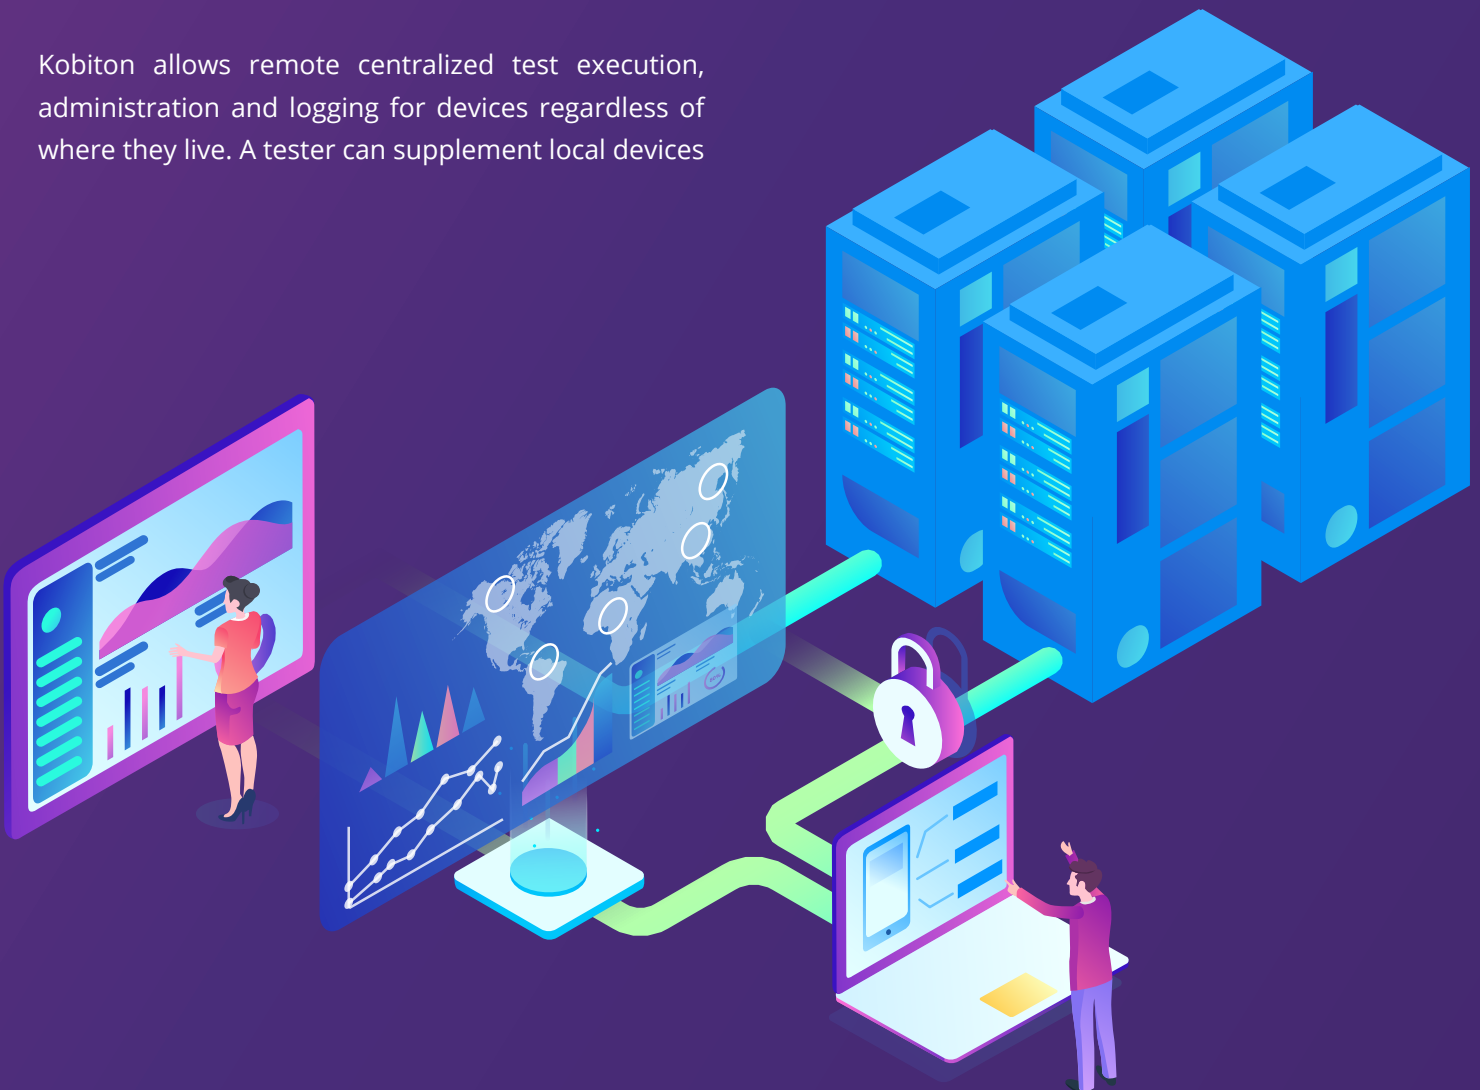 Kobiton allows remote centralized test execution,
administration and logging for devices regardless of
where they live. A tester can supplement local devices